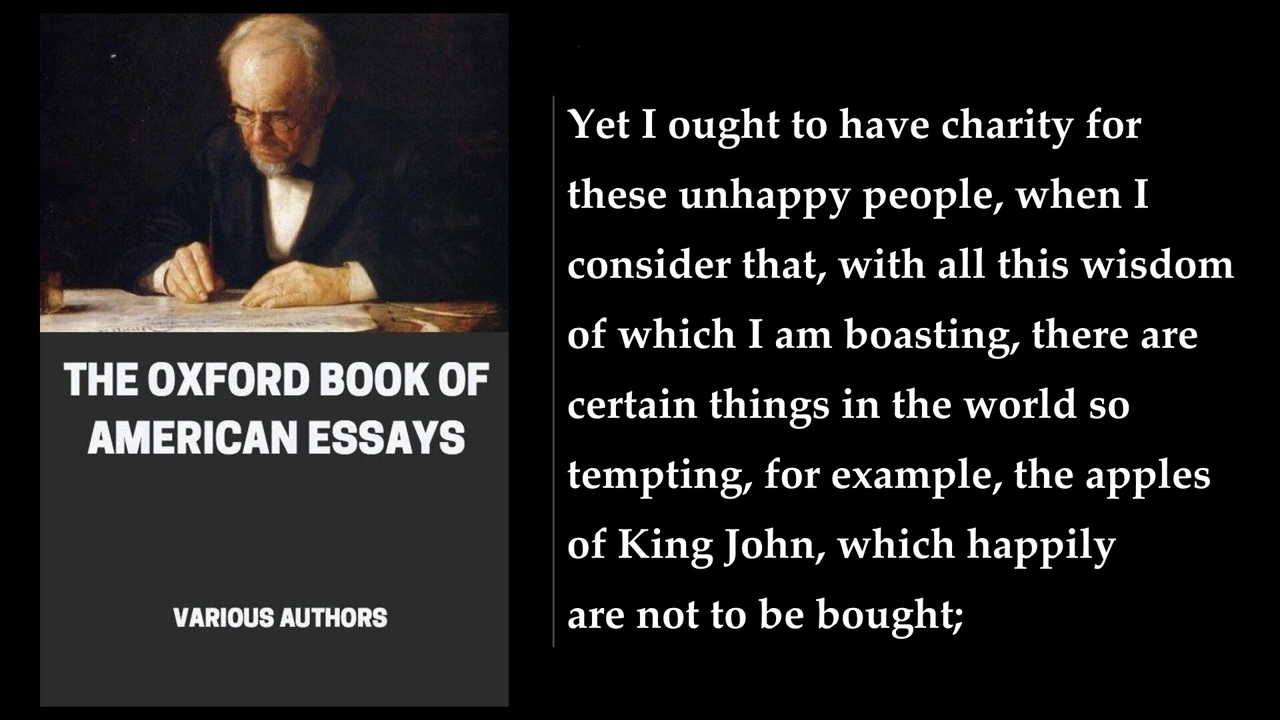 THE OXFORD BOOK OF
AMERICAN ESSAYS
VARIOUS AUTHORS
Yet I ought to have charity for
these unhappy people, when I
consider that, with all this wisdom
of which I am boasting, there are
certain things in the world so
tempting, for example, the apples
of King John, which happily
are not to be bought;